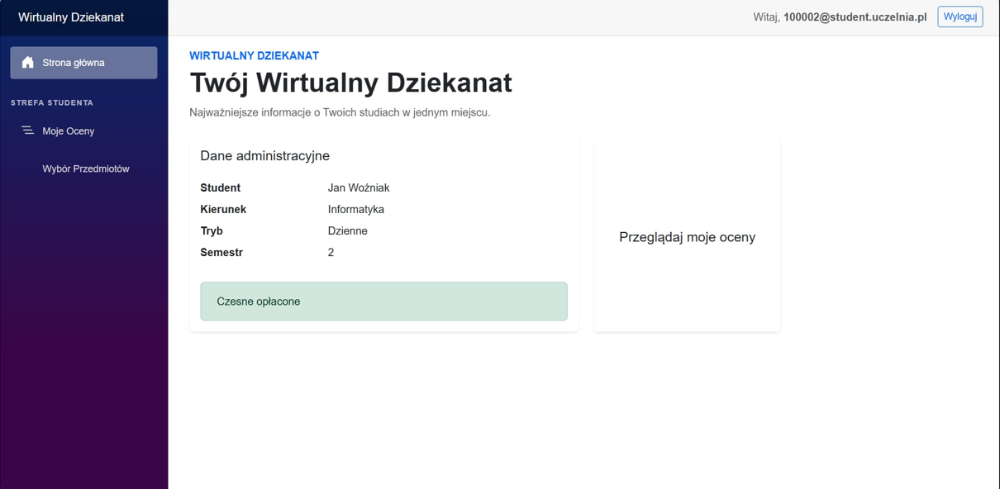 Wirtualny Dziekanat
Witaj, 100002@student.uczelnia.pl Wyloguj
Strona główna
STREFA STUDENTA
Moje Oceny
Wybór Przedmiotów
WIRTUALNY DZIEKANAT
Twój Wirtualny Dziekanat
Najważniejsze informacje o Twoich studiach w jednym miejscu.
Dane administracyjne
Student Jan Woźniak
Kierunek Informatyka
Tryb Dzienne
Semestr 2
Czesne opłacone
Przeglądaj moje oceny